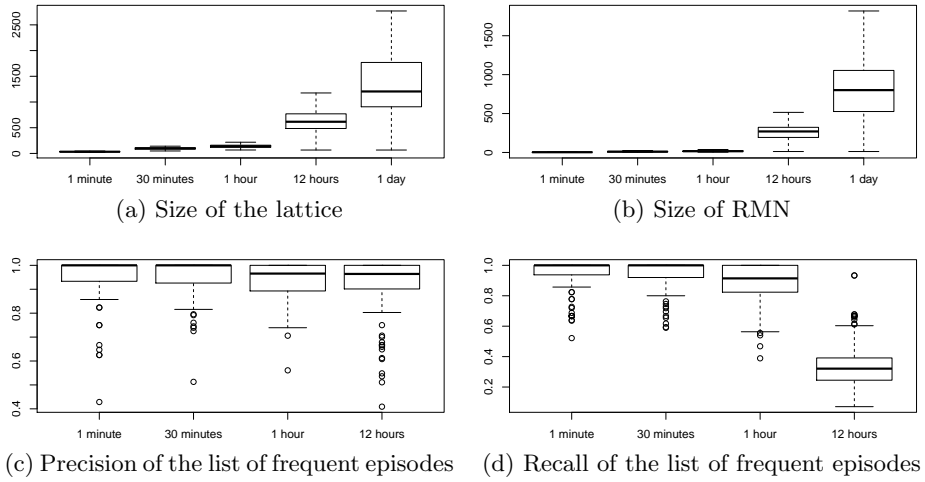 2500
1500
500
0
1 minute 30 minutes 1 hour 12 hours 1 day
(a) Size of the lattice
1500
1000
500
0
1 minute 30 minutes 1 hour 12 hours 1 day
(b) Size of RMN
1.0
0.8
0.6
0.4
1 minute 30 minutes 1 hour 12 hours
(c) Precision of the list of frequent episodes
1.0
0.8
0.6
0.4
0.2
1 minute 30 minutes 1 hour 12 hours
(d) Recall of the list of frequent episodes